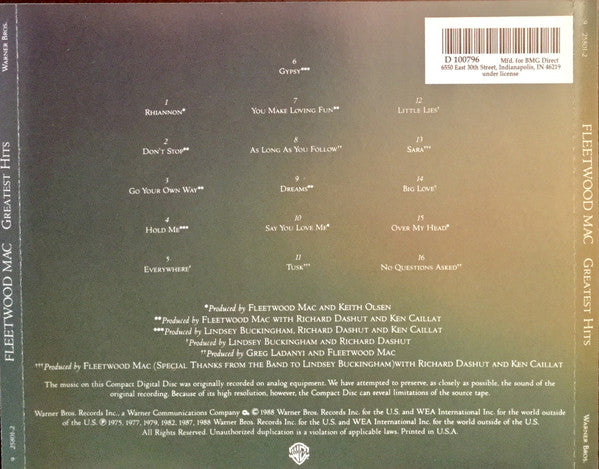 WARNER BROS.
FLEETWOOD MAC GREATEST HITS
9 25801-2
D 100796 Mfd. for BMG Direct
6550 East 30th Street, Indianapolis, IN 46219
under license
6
GYPSY***
1
RHIANNON*
7
YOU MAKE LOVING FUN**
12
LITTLE LIES†
2
DON'T STOP**
8
AS LONG AS YOU FOLLOW††
13
SARA†††
3
GO YOUR OWN WAY**
9
DREAMS**
14
BIG LOVE†
4
HOLD ME***
10
SAY YOU LOVE ME*
15
OVER MY HEAD*
5
EVERYWHERE†
11
TUSK†††
16
NO QUESTIONS ASKED††
*Produced by FLEETWOOD MAC AND KEITH OLSEN
**Produced by FLEETWOOD MAC WITH RICHARD DASHUT AND KEN CAILLAT
***Produced by LINDSEY BUCKINGHAM, RICHARD DASHUT AND KEN CAILLAT
†Produced by LINDSEY BUCKINGHAM AND RICHARD DASHUT
††Produced by GREG LADANYI AND FLEETWOOD MAC
†††Produced by FLEETWOOD MAC (SPECIAL THANKS FROM THE BAND TO LINDSEY BUCKINGHAM)WITH RICHARD DASHUT AND KEN CAILLAT
The music on this Compact Digital Disc was originally recorded on analog equipment. We have attempted to preserve, as closely as possible, the sound of the
original recording. Because of its high resolution, however, the Compact Disc can reveal limitations of the source tape.
Warner Bros. Records Inc., a Warner Communications Company © 1988 Warner Bros. Records Inc. for the U.S. and WEA International Inc. for the world outside
of the U.S. ℗ 1975, 1977, 1979, 1982, 1987, 1988 Warner Bros. Records Inc. for the U.S. and WEA International Inc. for the world outside of the U.S.
All Rights Reserved. Unauthorized duplication is a violation of applicable laws. Printed in U.S.A.
9 25801-2
FLEETWOOD MAC GREATEST HITS
WARNER BROS.